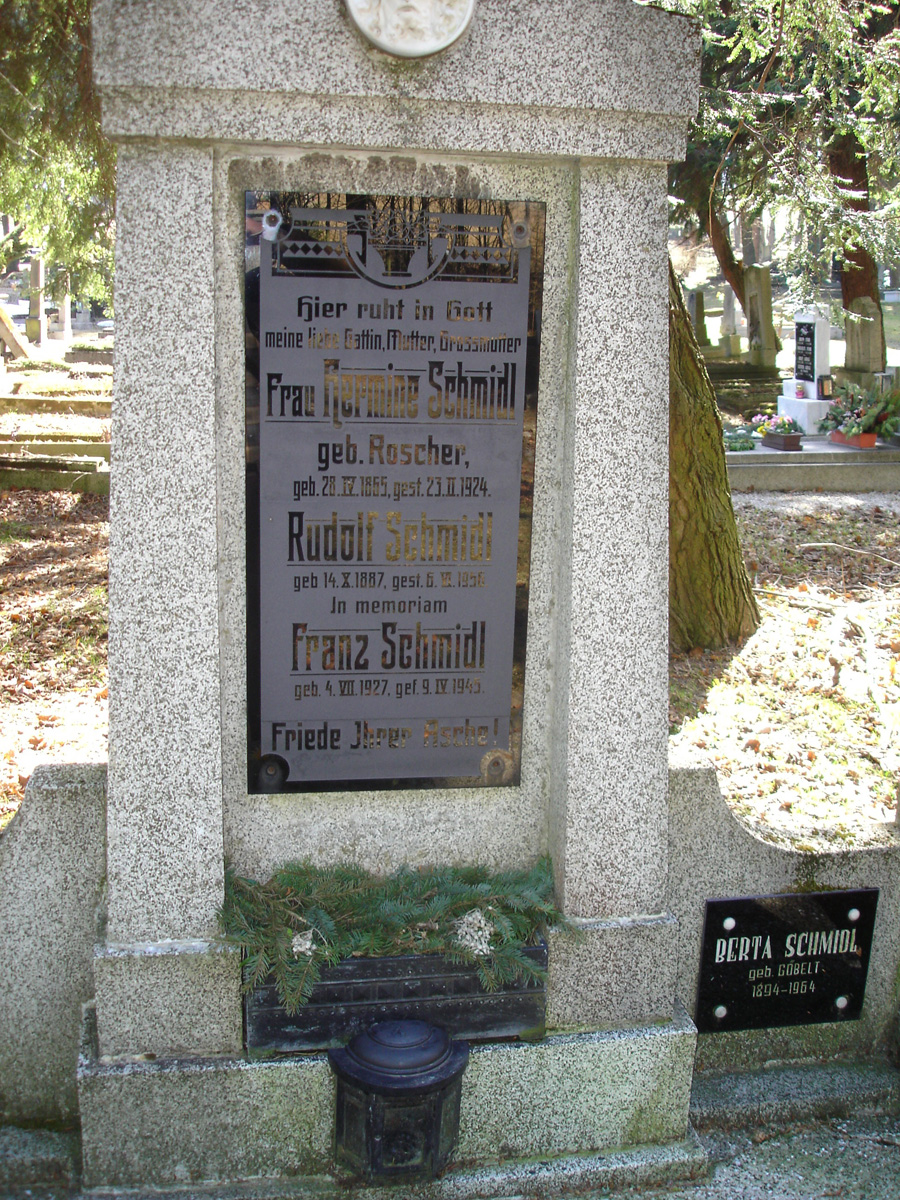 Hier ruht in Gott
meine liebe Gattin, Mutter, Grossmutter
Frau Hermine Schmidl
geb. Roscher,
geb. 28. IV. 1865, gest. 23. II. 1924.
Rudolf Schmidl
geb 14. X. 1887, gest. 6.
In memoriam
Franz Schmidl
geb. 4. VII. 1927, gef. 9. IV 1945.
Friede Ihrer Asche!
BERTA SCHMIDL
geb. GÖBELT
1894-1964